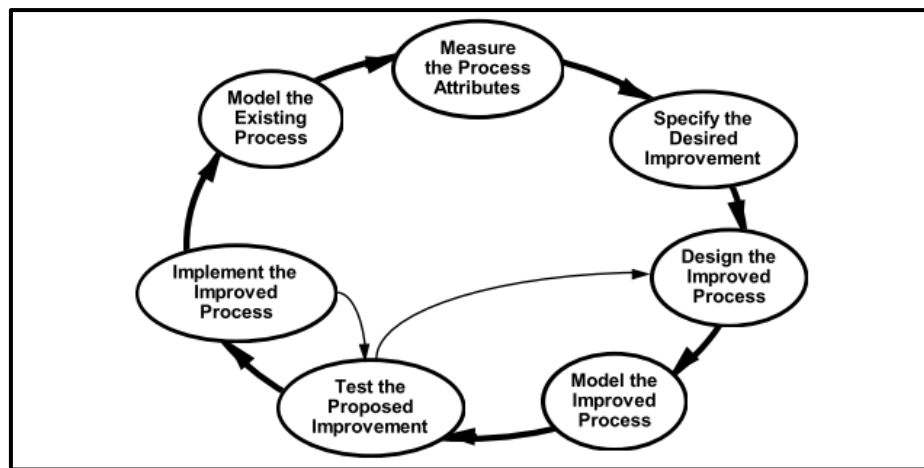 Measure
the Process
Attributes
Specify the
Desired
Improvement
Design the
Improved
Process
Model the
Improved
Process
Test the
Proposed
Improvement
Implement the
Improved
Process
Model the
Existing
Process